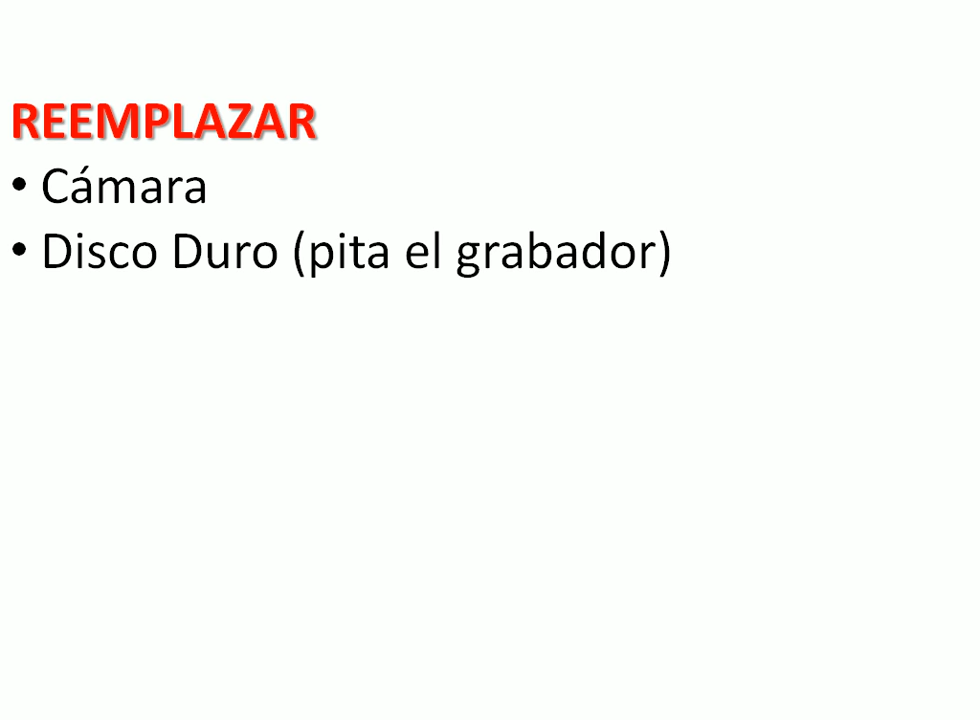 REEMPLAZAR
• Cámara
• Disco Duro (pita el grabador)